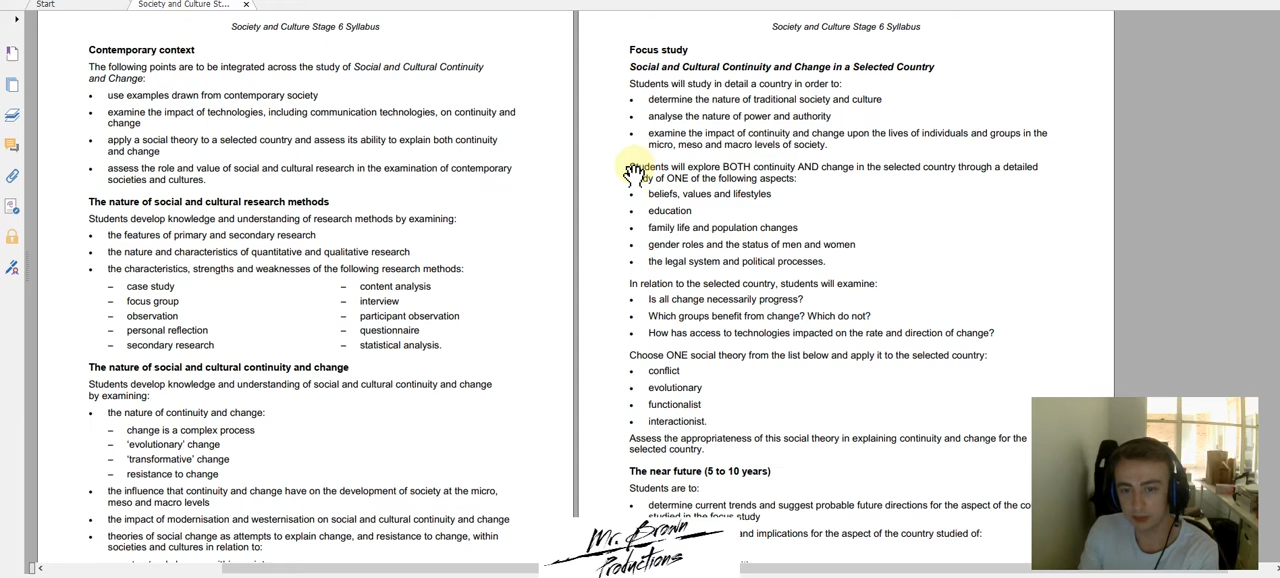 Start
Society and Culture St...
Society and Culture Stage 6 Syllabus
Contemporary context
The following points are to be integrated across the study of Social and Cultural Continuity
and Change:
• use examples drawn from contemporary society
• examine the impact of technologies, including communication technologies, on continuity and
change
• apply a social theory to a selected country and assess its ability to explain both continuity
and change
• assess the role and value of social and cultural research in the examination of contemporary
societies and cultures.
The nature of social and cultural research methods
Students develop knowledge and understanding of research methods by examining:
• the features of primary and secondary research
• the nature and characteristics of quantitative and qualitative research
• the characteristics, strengths and weaknesses of the following research methods:
– case study – content analysis
– focus group – interview
– observation – participant observation
– personal reflection – questionnaire
– secondary research – statistical analysis.
The nature of social and cultural continuity and change
Students develop knowledge and understanding of social and cultural continuity and change
by examining:
• the nature of continuity and change:
– change is a complex process
– ‘evolutionary’ change
– ‘transformative’ change
– resistance to change
• the influence that continuity and change have on the development of society at the micro,
meso and macro levels
• the impact of modernisation and westernisation on social and cultural continuity and change
• theories of social change as attempts to explain change, and resistance to change, within
societies and cultures in relation to:
Society and Culture Stage 6 Syllabus
Focus study
Social and Cultural Continuity and Change in a Selected Country
Students will study in detail a country in order to:
• determine the nature of traditional society and culture
• analyse the nature of power and authority
• examine the impact of continuity and change upon the lives of individuals and groups in the
micro, meso and macro levels of society.
Students will explore BOTH continuity AND change in the selected country through a detailed
dy of ONE of the following aspects:
• beliefs, values and lifestyles
• education
• family life and population changes
• gender roles and the status of men and women
• the legal system and political processes.
In relation to the selected country, students will examine:
• Is all change necessarily progress?
• Which groups benefit from change? Which do not?
• How has access to technologies impacted on the rate and direction of change?
Choose ONE social theory from the list below and apply it to the selected country:
• conflict
• evolutionary
• functionalist
• interactionist.
Assess the appropriateness of this social theory in explaining continuity and change for the
selected country.
The near future (5 to 10 years)
Students are to:
• determine current trends and suggest probable future directions for the aspect of the co
studied in the focus study
and implications for the aspect of the country studied of:
Mr. Brown
Productions